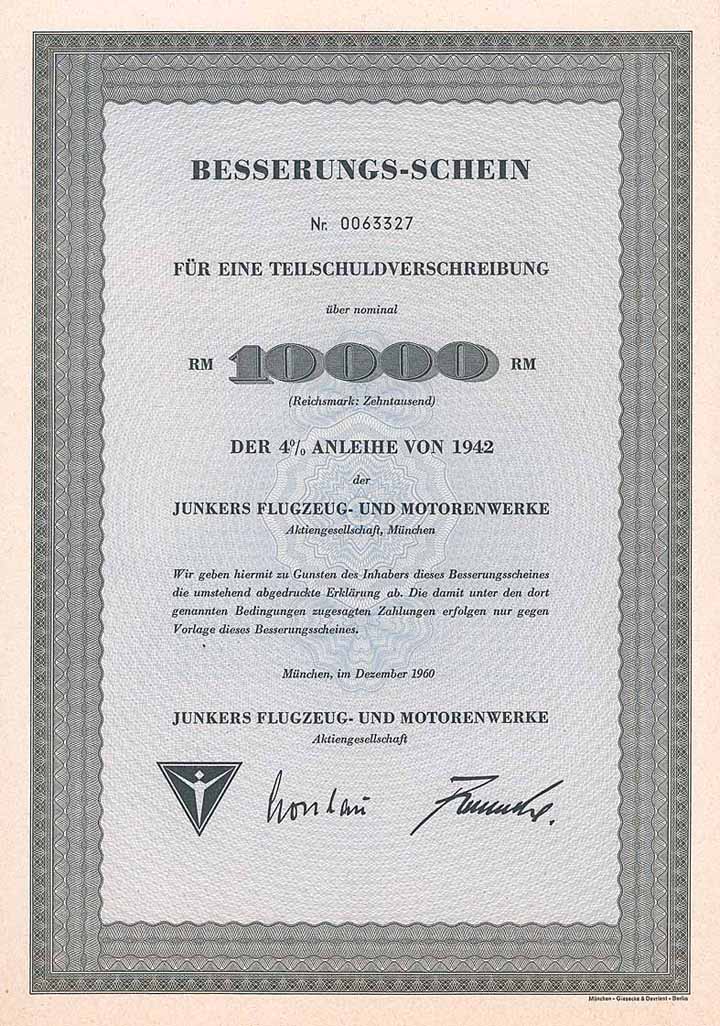 BESSERUNGS-SCHEIN
Nr. 0063327
FÜR EINE TEILSCHULDVERSCHREIBUNG
über nominal
RM 10000 RM
(Reichsmark: Zehntausend)
DER 4% ANLEIHE VON 1942
der
JUNKERS FLUGZEUG- UND MOTORENWERKE
Aktiengesellschaft, München
Wir geben hiermit zu Gunsten des Inhabers dieses Besserungsscheines
die umstehend abgedruckte Erklärung ab. Die damit unter den dort
genannten Bedingungen zugesagten Zahlungen erfolgen nur gegen
Vorlage dieses Besserungsscheines.
München, im Dezember 1960
JUNKERS FLUGZEUG- UND MOTORENWERKE
Aktiengesellschaft
München - Giesecke & Devrient - Berlin